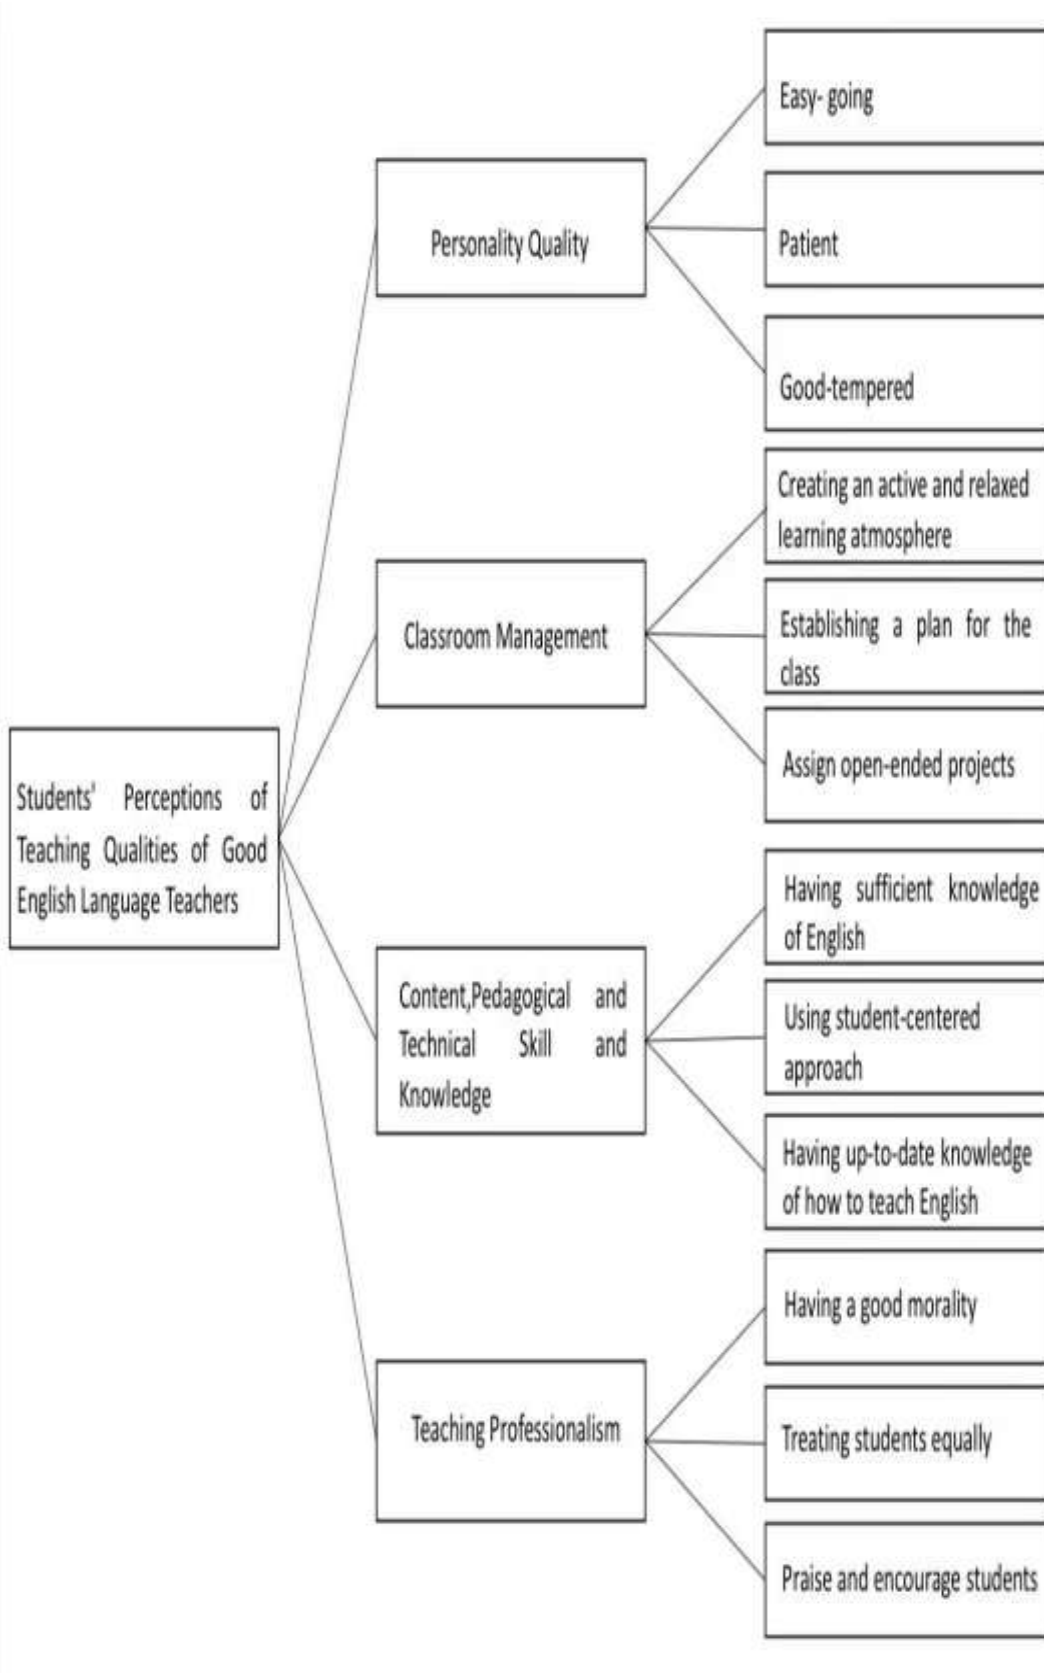 Students' Perceptions of
Teaching Qualities of Good
English Language Teachers
Personality Quality
Easy- going
Patient
Good-tempered
Classroom Management
Creating an active and relaxed
learning atmosphere
Establishing a plan for the
class
Assign open-ended projects
Content,Pedagogical and
Technical Skill and
Knowledge
Having sufficient knowledge
of English
Using student-centered
approach
Having up-to-date knowledge
of how to teach English
Teaching Professionalism
Having a good morality
Treating students equally
Praise and encourage students